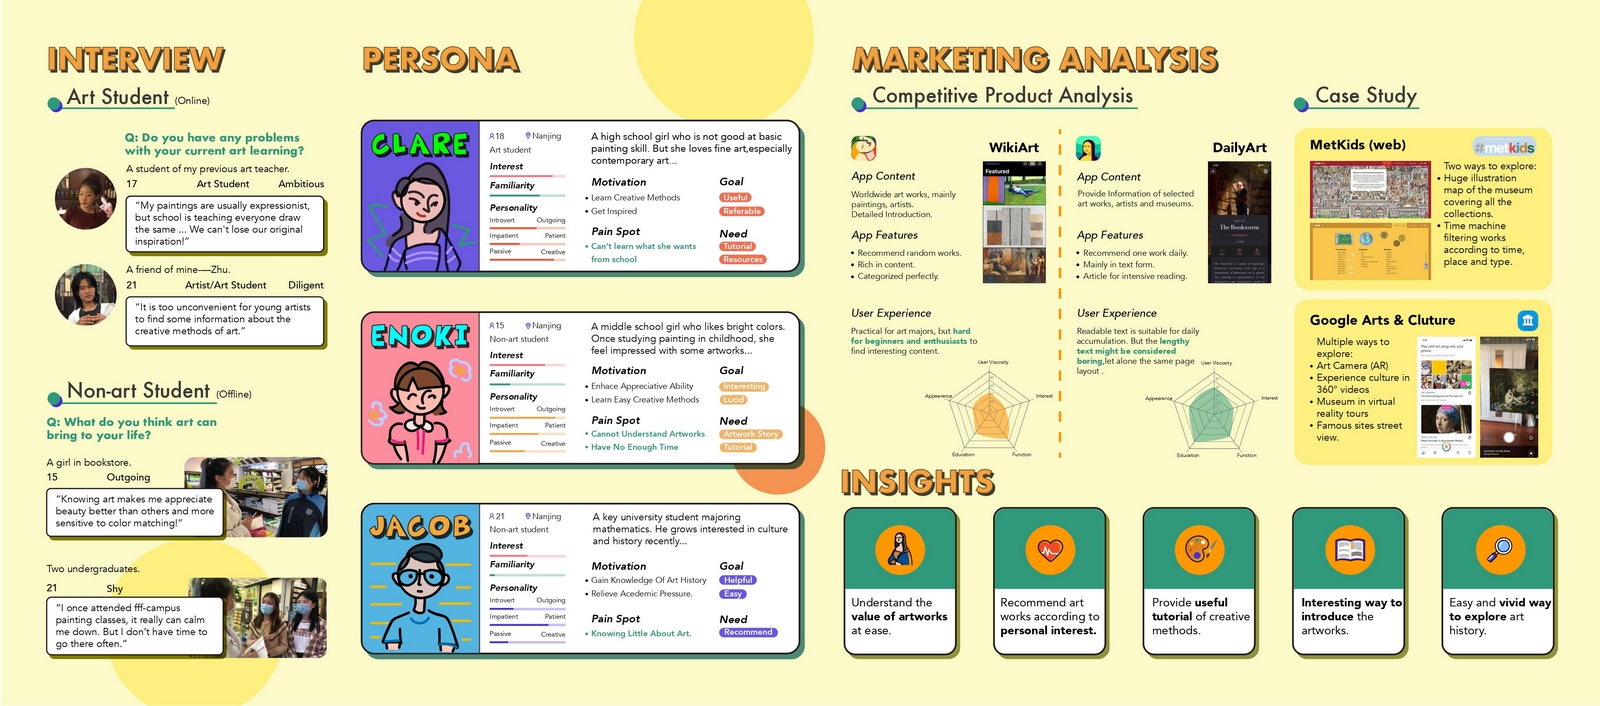 INTERVIEW
Art Student (Online)
Q: Do you have any problems
with your current art learning?
A student of my previous art teacher.
17 Art Student Ambitious
“My paintings are usually expressionist,
but school is teaching everyone draw
the same ... We can't lose our original
inspiration!”
A friend of mine—Zhu.
21 Artist/Art Student Diligent
“It is too unconvenient for young artists
to find some information about the
creative methods of art.”
Non-art Student (Offline)
Q: What do you think art can
bring to your life?
A girl in bookstore.
15 Outgoing
“Knowing art makes me appreciate
beauty better than others and more
sensitive to color matching!”
Two undergraduates.
21 Shy
“I once attended fff-campus
painting classes, it really can calm
me down. But I don’t have time to
go there often.“
PERSONA
CLARE
18 Nanjing
Art student
Interest
Familiarity
Personality
Introvert Outgoing
Impatient Patient
Passive Creative
A high school girl who is not good at basic
painting skill. But she loves fine art,especially
contemporary art...
Motivation
• Learn Creative Methods
• Get Inspired
Pain Spot
• Can’t learn what she wants
from school
Goal
Useful
Referable
Need
Tutorial
Resources
ENOKI
15 Nanjing
Non-art student
Interest
Familiarity
Personality
Introvert Outgoing
Impatient Patient
Passive Creative
A middle school girl who likes bright colors.
Once studying painting in childhood, she
feel impressed with some artworks...
Motivation
• Enhace Appreciative Ability
• Learn Easy Creative Methods
Pain Spot
• Cannot Understand Artworks
• Have No Enough Time
Goal
Interesting
Lucid
Need
Artwork Story
Tutorial
JACOB
21 Nanjing
Non-art student
Interest
Familiarity
Personality
Introvert Outgoing
Impatient Patient
Passive Creative
A key university student majoring
mathematics. He grows interested in culture
and history recently...
Motivation
• Gain Knowledge Of Art History
• Relieve Acedemic Pressure.
Pain Spot
• Knowing Little About Art.
Goal
Helpful
Easy
Need
Recommend
MARKETING ANALYSIS
Competitive Product Analysis
WikiArt
App Content
Worldwide art works, mainly
paintings, artists.
Detailed Introduction.
App Features
• Recommend random works.
• Rich in content.
• Categorized perfectly.
Featured
User Experience
Practical for art majors, but hard
for beginners and enthusiasts to
find interesting content.
User Viscosity
Appearance
Interest
Education
Function
DailyArt
App Content
Provide Information of selected
art works, artists and museums.
App Features
• Recommend one work daily.
• Mainly in text form.
• Article for intensive reading.
The Bookworm
User Experience
Readable text is suitable for daily
accumulation. But the lengthy
text might be considered
boring,let alone the same page
layout .
User Viscosity
Appearance
Interest
Education
Function
Case Study
MetKids (web)
#metkids
Two ways to explore:
• Huge illustration
map of the museum
covering all the
collections.
• Time machine
filtering works
according to time,
place and type.
Google Arts & Cluture
Multiple ways to
explore:
• Art Camera (AR)
• Experience culture in
360° videos
• Museum in virtual
reality tours
• Famous sites street
view.
INSIGHTS
Understand the
value of artworks
at ease.
Recommend art
works according to
personal interest.
Provide useful
tutorial of creative
methods.
Interesting way to
introduce the
artworks.
Easy and vivid way
to explore art
history.